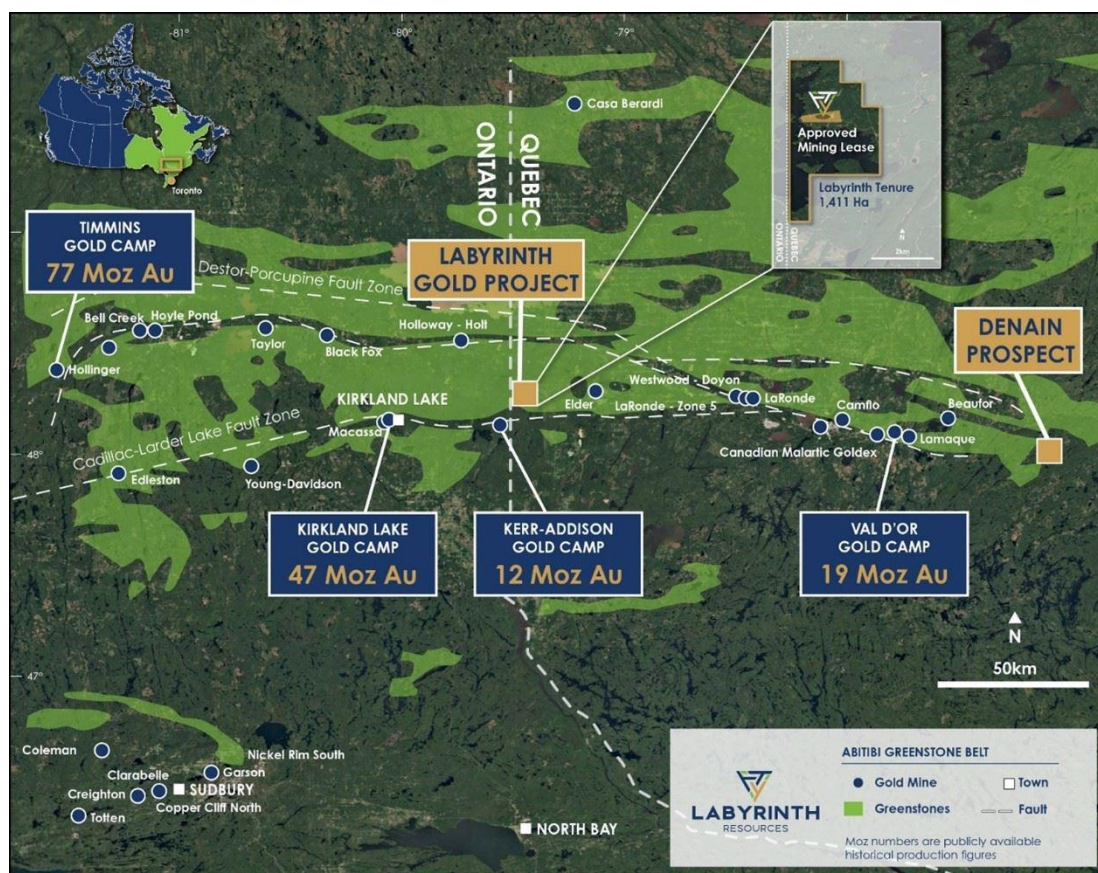 -81
-80
-79
Toronto
Casa Berardi
QUEBEC
ONTARIO
Approved
Mining Lease
Labyrinth Tenure
1,411 Ha
ONTARIO
QUEBEC
N
2km
TIMMINS
GOLD CAMP
77 Moz Au
Destor-Porcupine Fault Zone
LABYRINTH
GOLD PROJECT
DENAIN
PROSPECT
Bell Creek
Hoyle Pond
Hollinger
Taylor
Black Fox
Holloway - Holt
KIRKLAND LAKE
Macassa
Cadillac-Larder Lake Fault Zone
Edleston
Young-Davidson
Elder
Westwood - Doyon
LaRonde
LaRonde - Zone 5
Camflo
Beaufor
Canadian Malartic
Goldex
Lamaque
48
KIRKLAND LAKE
GOLD CAMP
47 Moz Au
KERR-ADDISON
GOLD CAMP
12 Moz Au
VAL D'OR
GOLD CAMP
19 Moz Au
N
50km
47
Coleman
Nickel Rim South
Clarabelle
Garson
Creighton
SUDBURY
Copper Cliff North
Totten
NORTH BAY
LABYRINTH
RESOURCES
ABITIBI GREENSTONE BELT
Gold Mine
Town
Greenstones
Fault
Moz numbers are publicly available
historical production figures